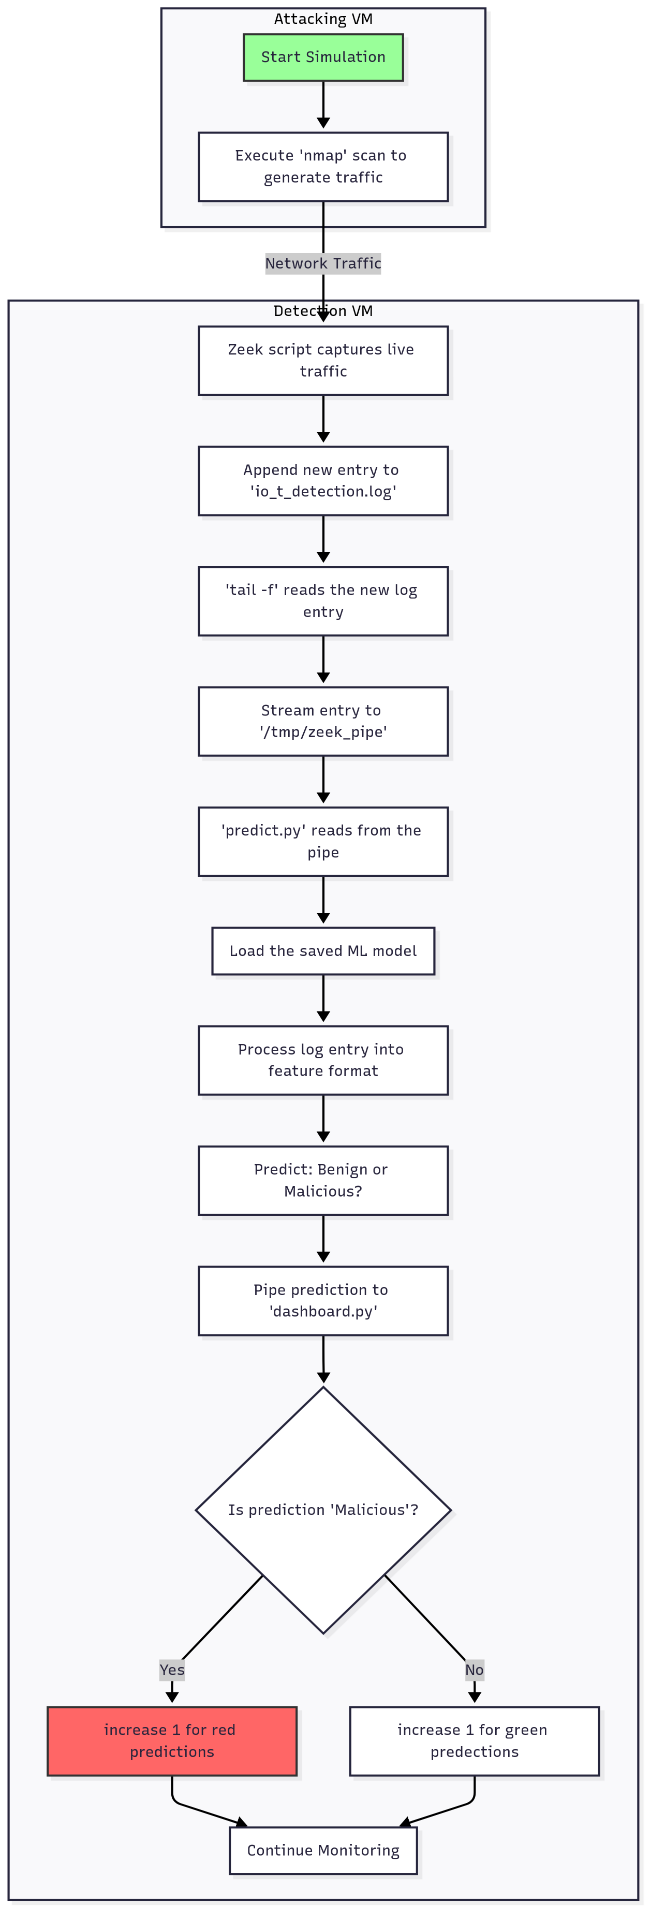 Attacking VM
Start Simulation
Execute 'nmap' scan to
generate traffic
Network Traffic
Detection VM
Zeek script captures live
traffic
Append new entry to
'io_t_detection.log'
'tail -f' reads the new log
entry
Stream entry to
'/tmp/zeek_pipe'
'predict.py' reads from the
pipe
Load the saved ML model
Process log entry into
feature format
Predict: Benign or
Malicious?
Pipe prediction to
'dashboard.py'
Is prediction 'Malicious'?
Yes
No
increase 1 for red
predictions
increase 1 for green
predections
Continue Monitoring